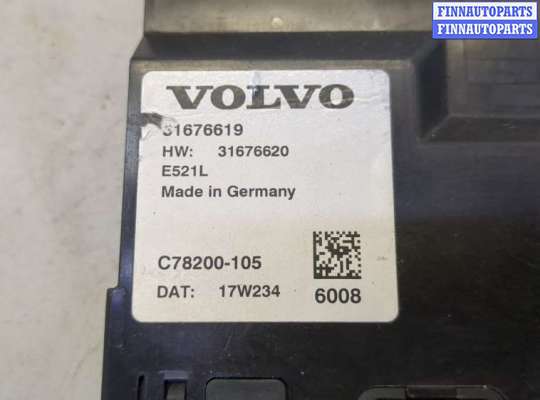 FINNAUTOPARTS
FINNAUTOPARTS
VOLVO
31676619
HW: 31676620
E521L
Made in Germany
C78200-105
DAT: 17W234
6008